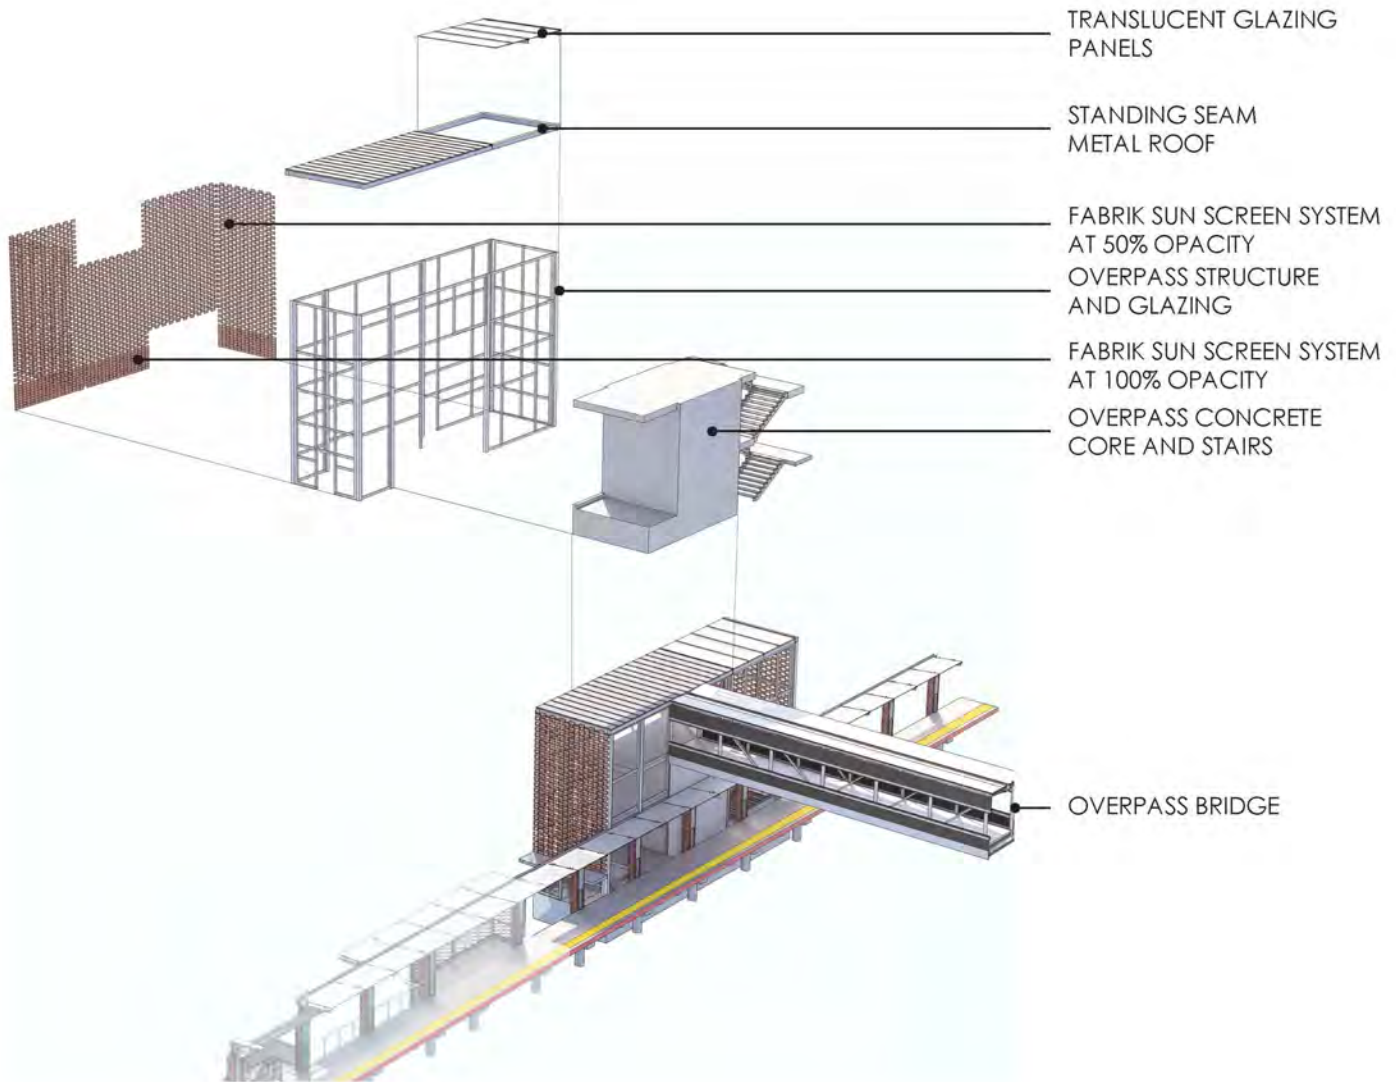 TRANSLUCENT GLAZING
PANELS
STANDING SEAM
METAL ROOF
FABRIK SUN SCREEN SYSTEM
AT 50% OPACITY
OVERPASS STRUCTURE
AND GLAZING
FABRIK SUN SCREEN SYSTEM
AT 100% OPACITY
OVERPASS CONCRETE
CORE AND STAIRS
OVERPASS BRIDGE